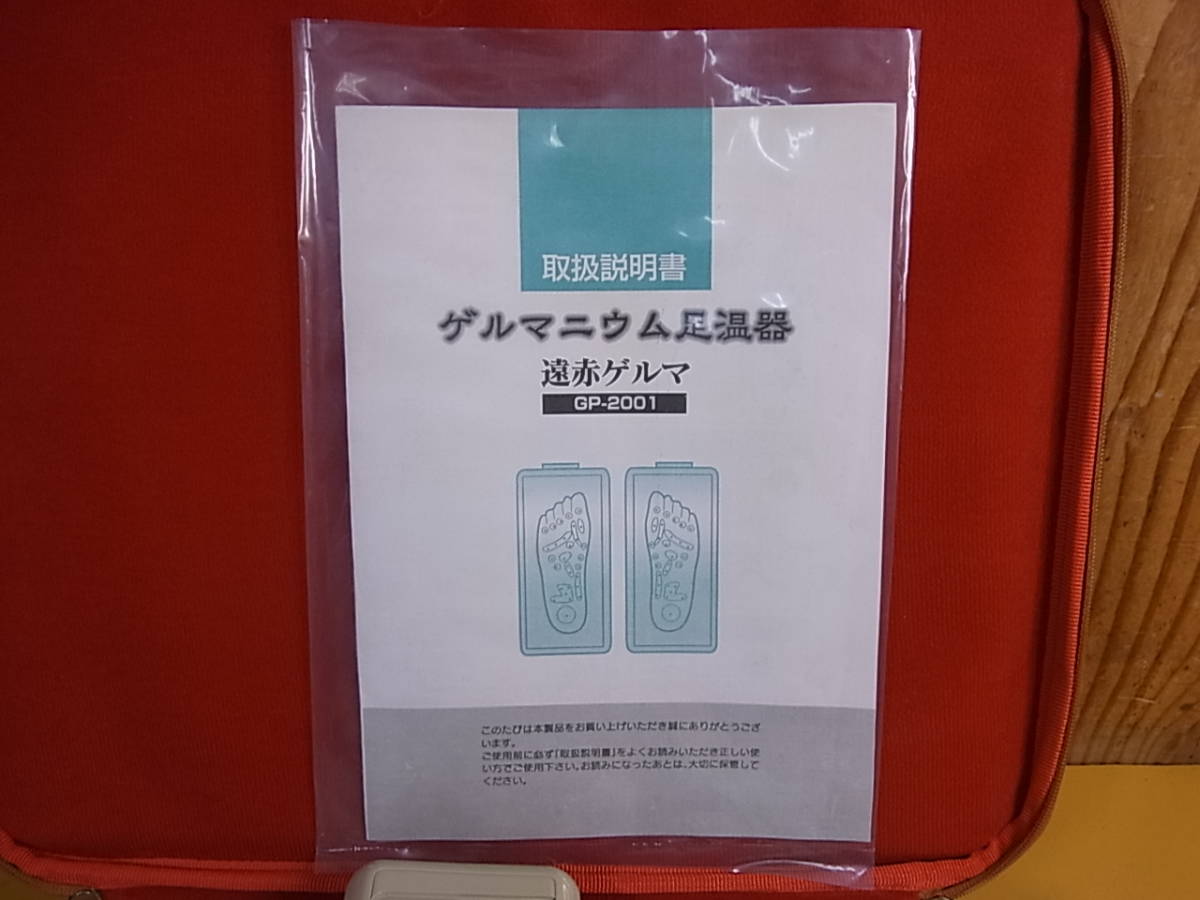 取扱説明書
ゲルマニウム足温器
遠赤ゲルマ
GP-2001
このたびは本製品をお買い上げいただき誠にありがとうござ
います。
ご使用前に必ず「取扱説明書」をよくお読みいただき正しい使
い方でご使用下さい。お読みになったあとは、大切に保管して
ください。